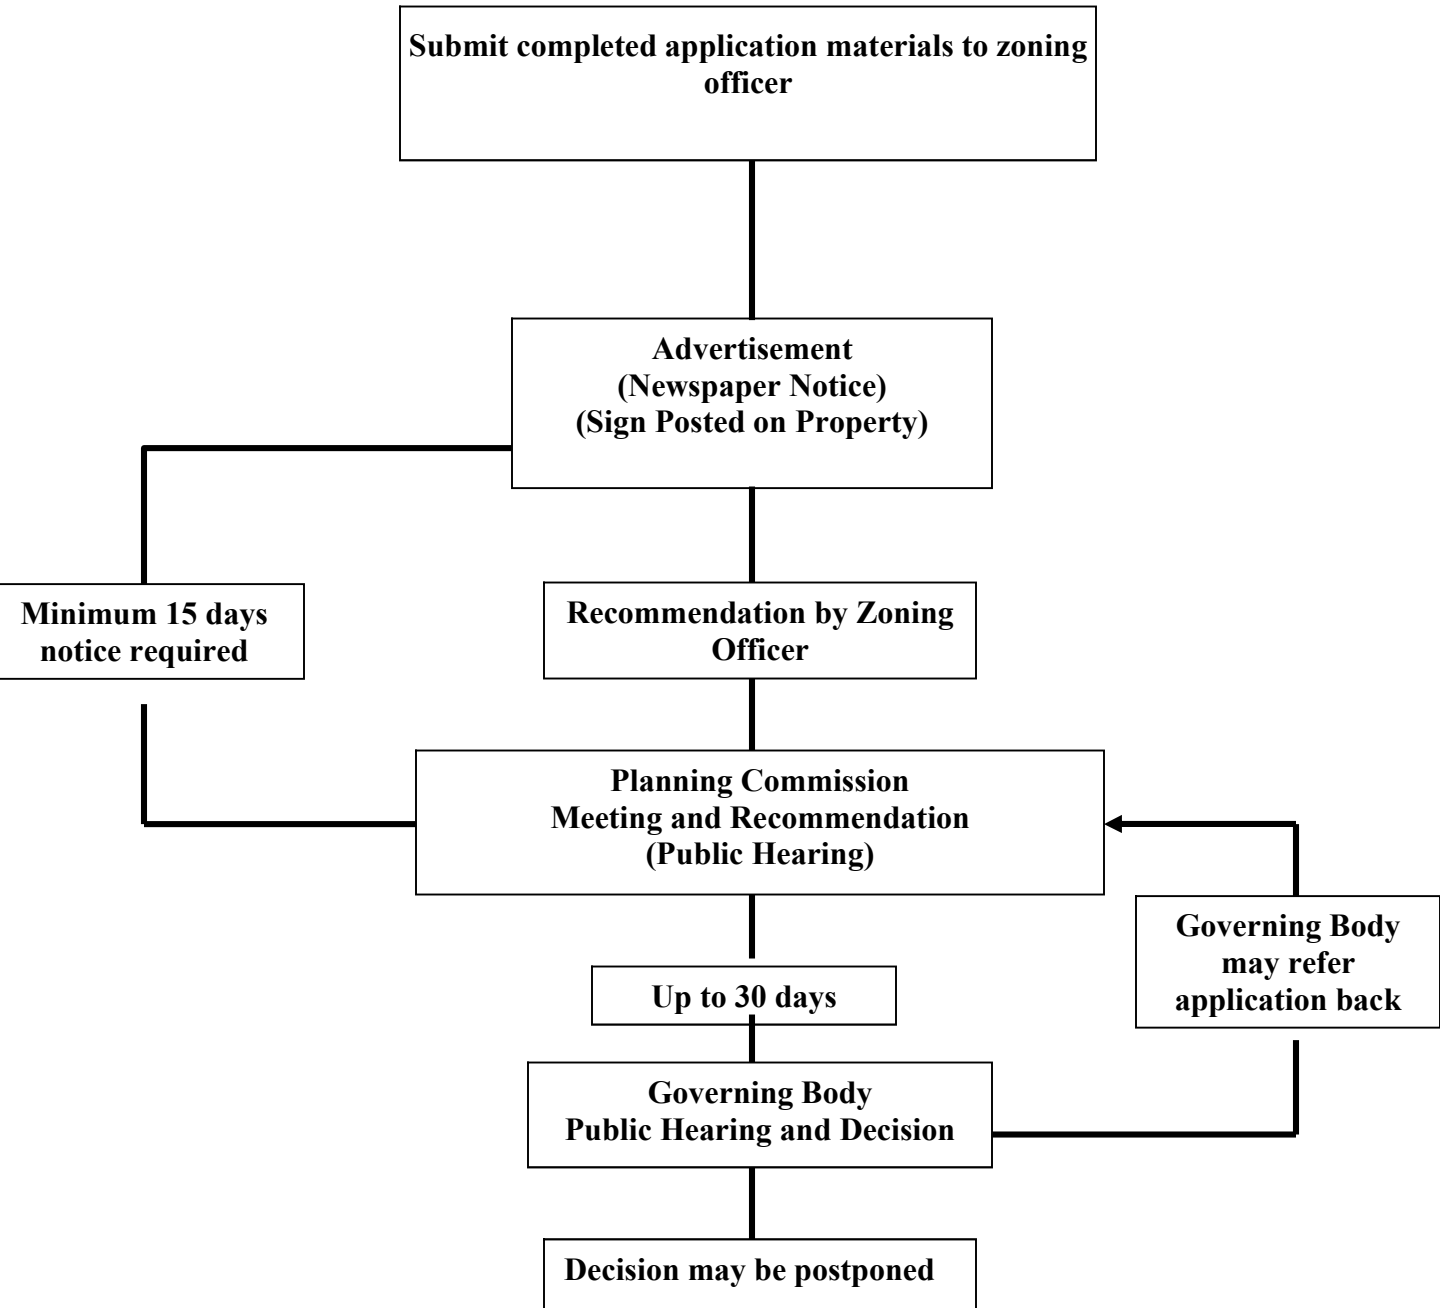 Submit completed application materials to zoning
officer
Advertisement
(Newspaper Notice)
(Sign Posted on Property)
Minimum 15 days
notice required
Recommendation by Zoning
Officer
Planning Commission
Meeting and Recommendation
(Public Hearing)
Governing Body
may refer
application back
Up to 30 days
Governing Body
Public Hearing and Decision
Decision may be postponed